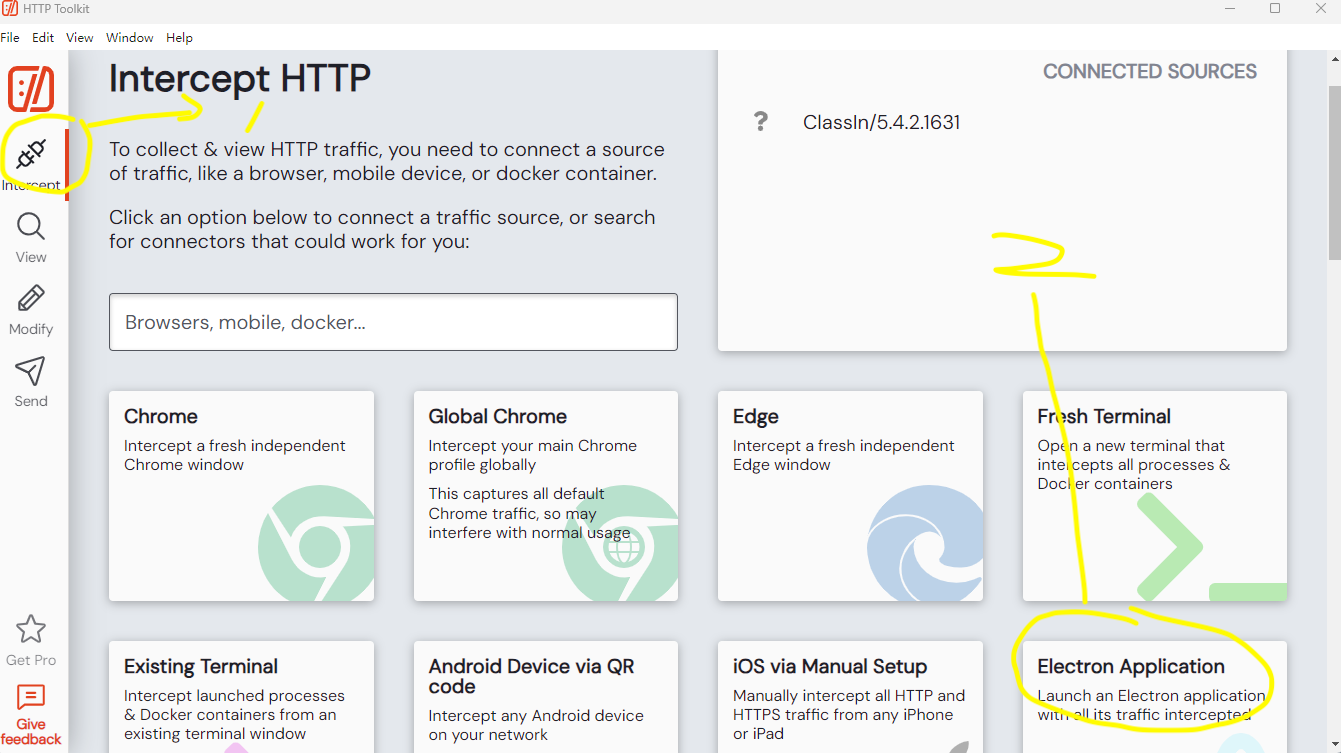 HTTP Toolkit
File Edit View Window Help
Intercept HTTP
1
To collect & view HTTP traffic, you need to connect a source
of traffic, like a browser, mobile device, or docker container.
Click an option below to connect a traffic source, or search
for connectors that could work for you:
Browsers, mobile, docker...
CONNECTED SOURCES
? ClassIn/5.4.2.1631
2
Intercept
View
Modify
Send
Get Pro
Give
feedback
Chrome
Intercept a fresh independent
Chrome window
Global Chrome
Intercept your main Chrome
profile globally
This captures all default
Chrome traffic, so may
interfere with normal usage
Edge
Intercept a fresh independent
Edge window
Fresh Terminal
Open a new terminal that
intercepts all processes &
Docker containers
Existing Terminal
Intercept launched processes
& Docker containers from an
existing terminal window
Android Device via QR
code
Intercept any Android device
on your network
iOS via Manual Setup
Manually intercept all HTTP and
HTTPS traffic from any iPhone
or iPad
Electron Application
Launch an Electron application
with all its traffic intercepted